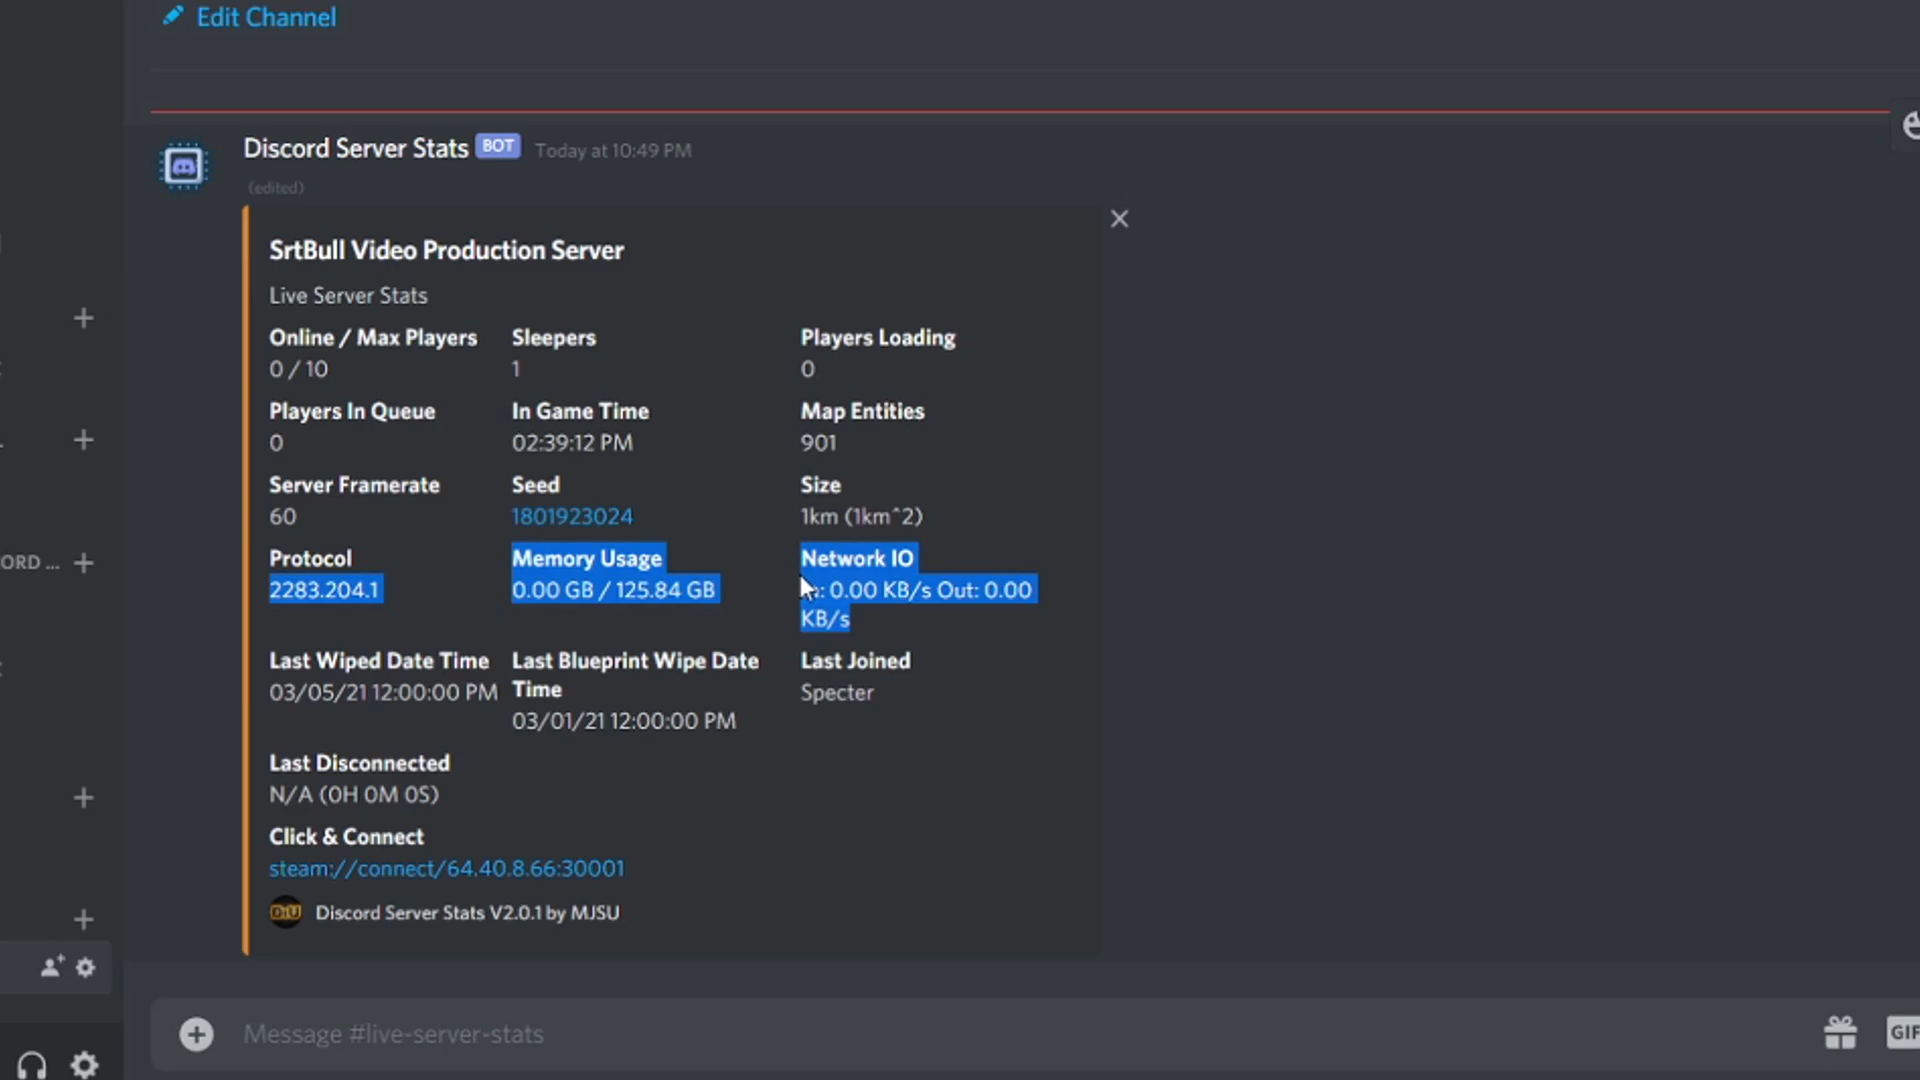 Edit Channel
Discord Server Stats BOT Today at 10:49 PM
(edited)
SrtBull Video Production Server
Live Server Stats
Online / Max Players Sleepers Players Loading
0 / 10 1 0
Players In Queue In Game Time Map Entities
0 02:39:12 PM 901
Server Framerate Seed Size
60 1801923024 1km (1km^2)
Protocol Memory Usage Network IO
ORD ...
2283.204.1 0.00 GB / 125.84 GB 0.00 KB/s Out: 0.00
KB/s
Last Wiped Date Time Last Blueprint Wipe Date Last Joined
Time
03/05/21 12:00:00 PM Specter
03/01/21 12:00:00 PM
Last Disconnected
N/A (0H 0M 0S)
Click & Connect
steam://connect/64.40.8.66:30001
DIU Discord Server Stats V2.0.1 by MJSU
Message #live-server-stats
GIF